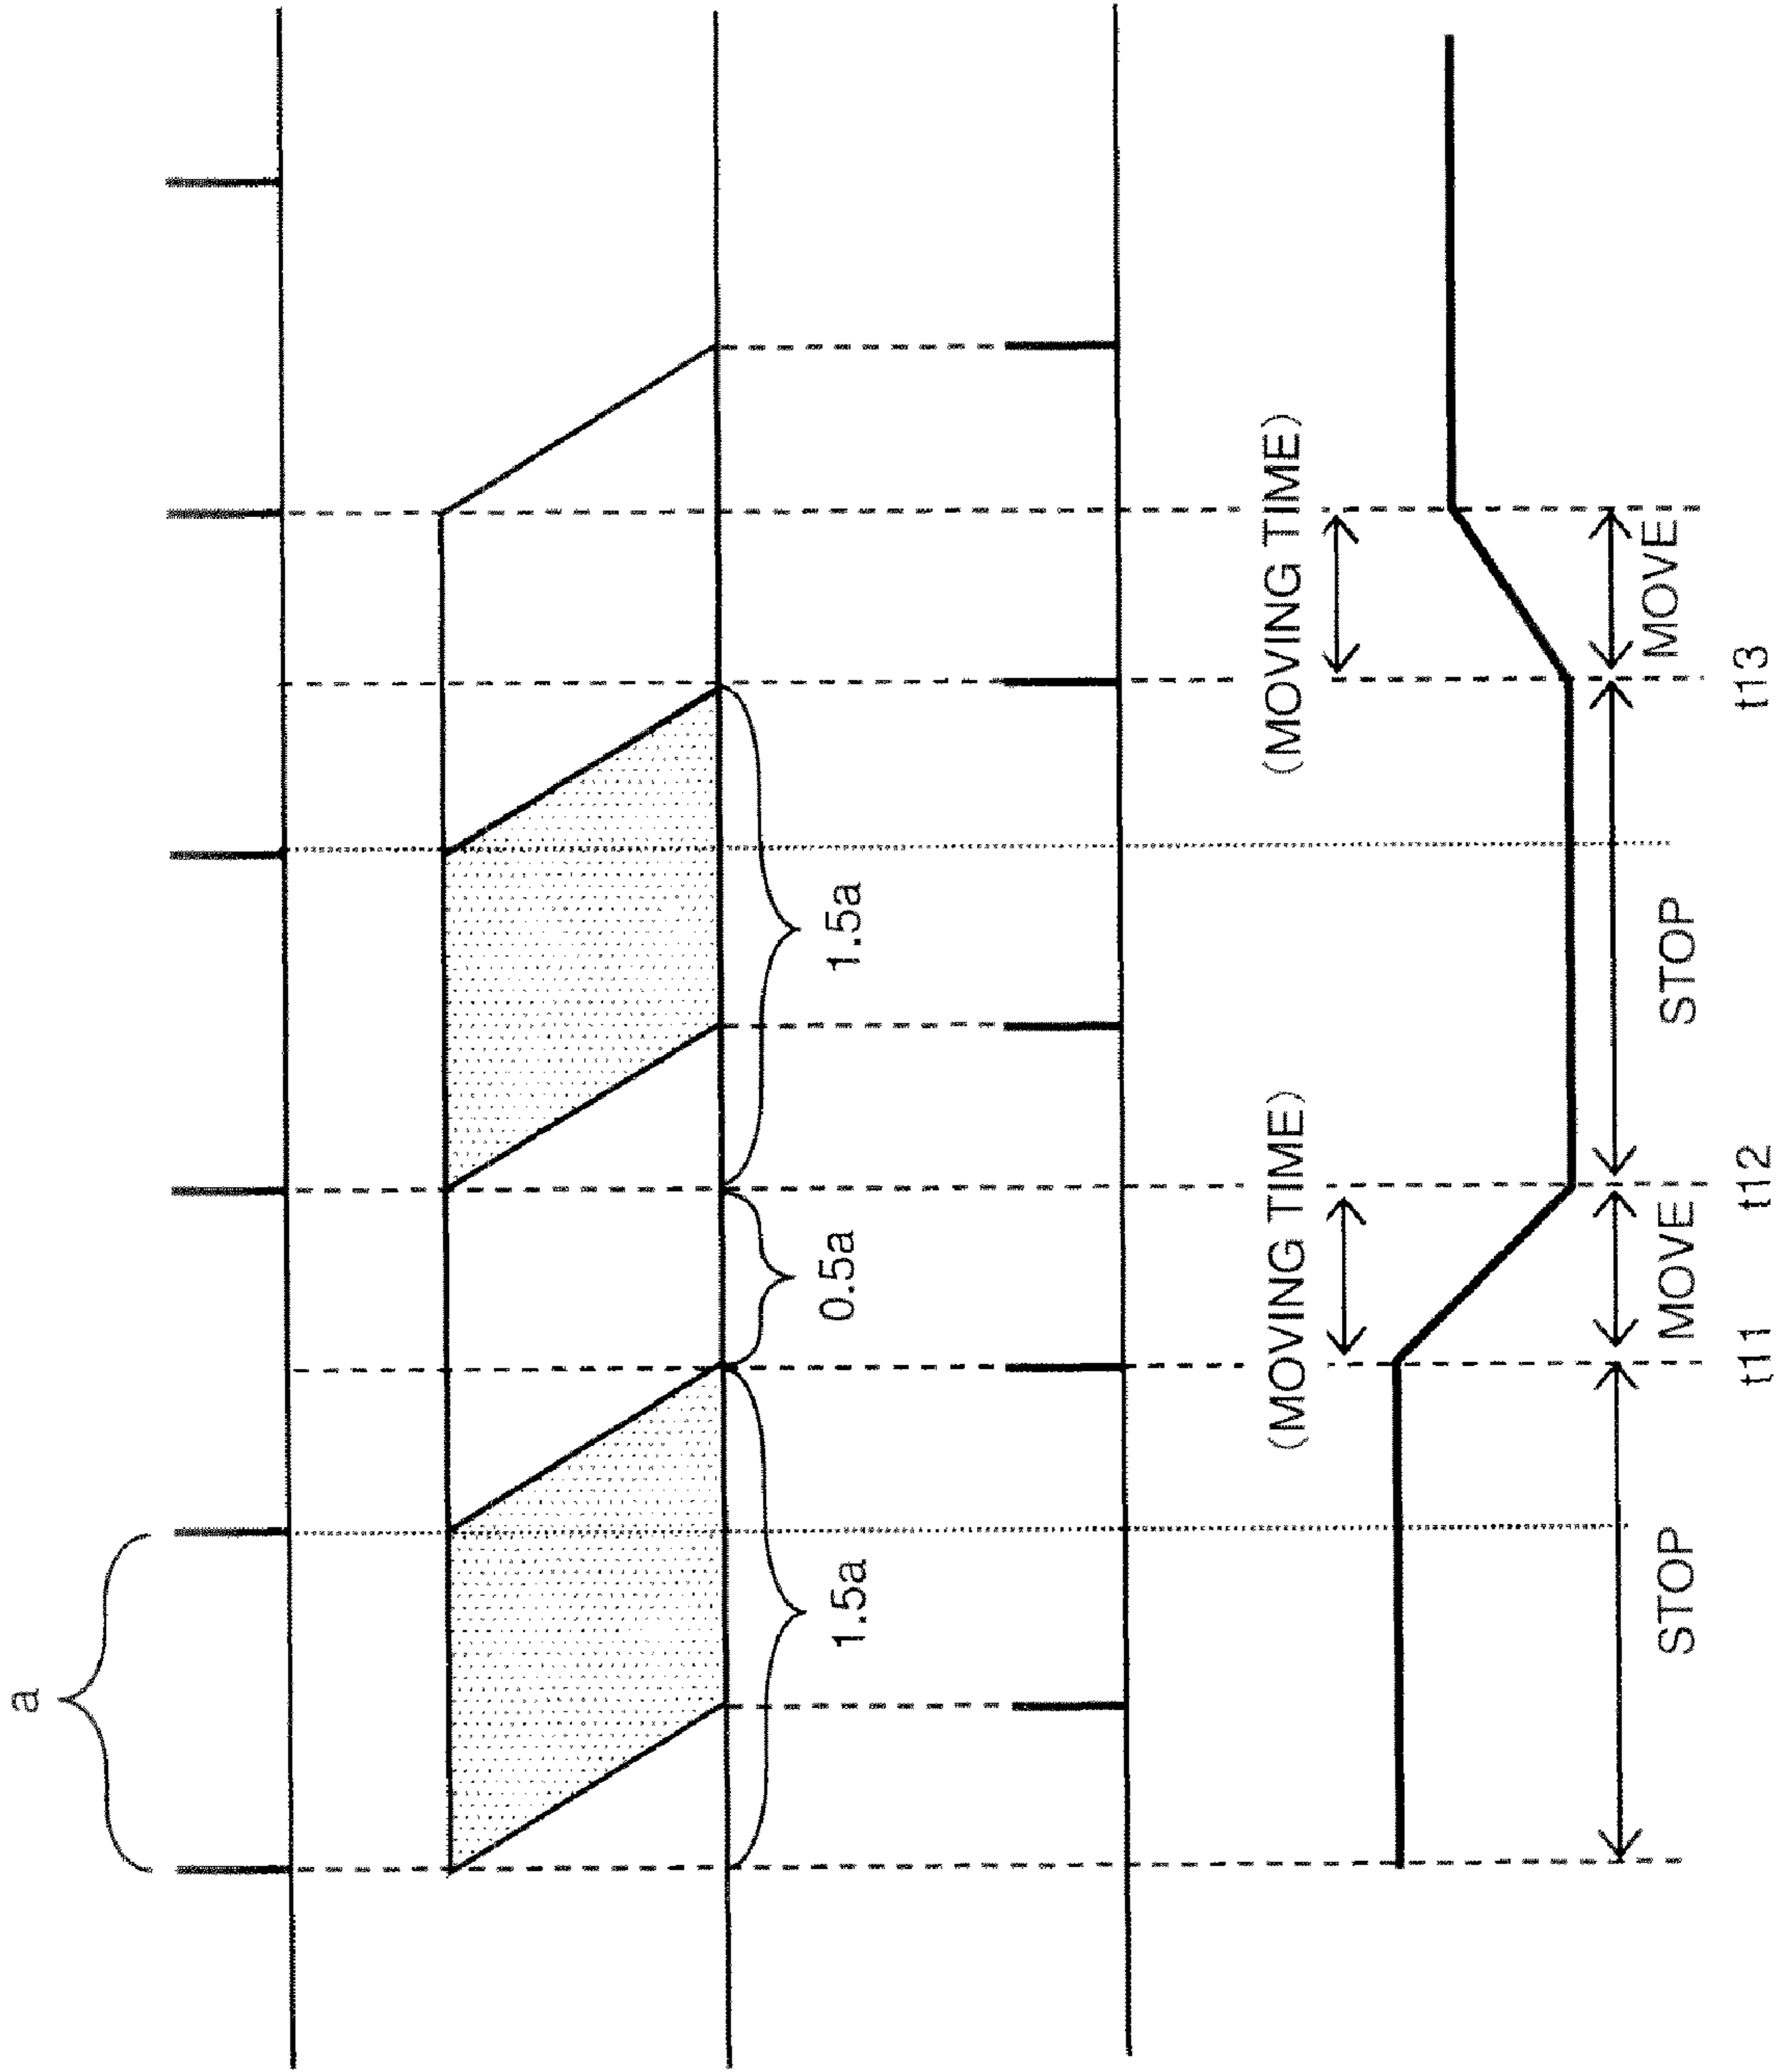 a
1.5a
0.5a
1.5a
(MOVING TIME)
(MOVING TIME)
STOP
MOVE
STOP
MOVE
t11
t12
t13